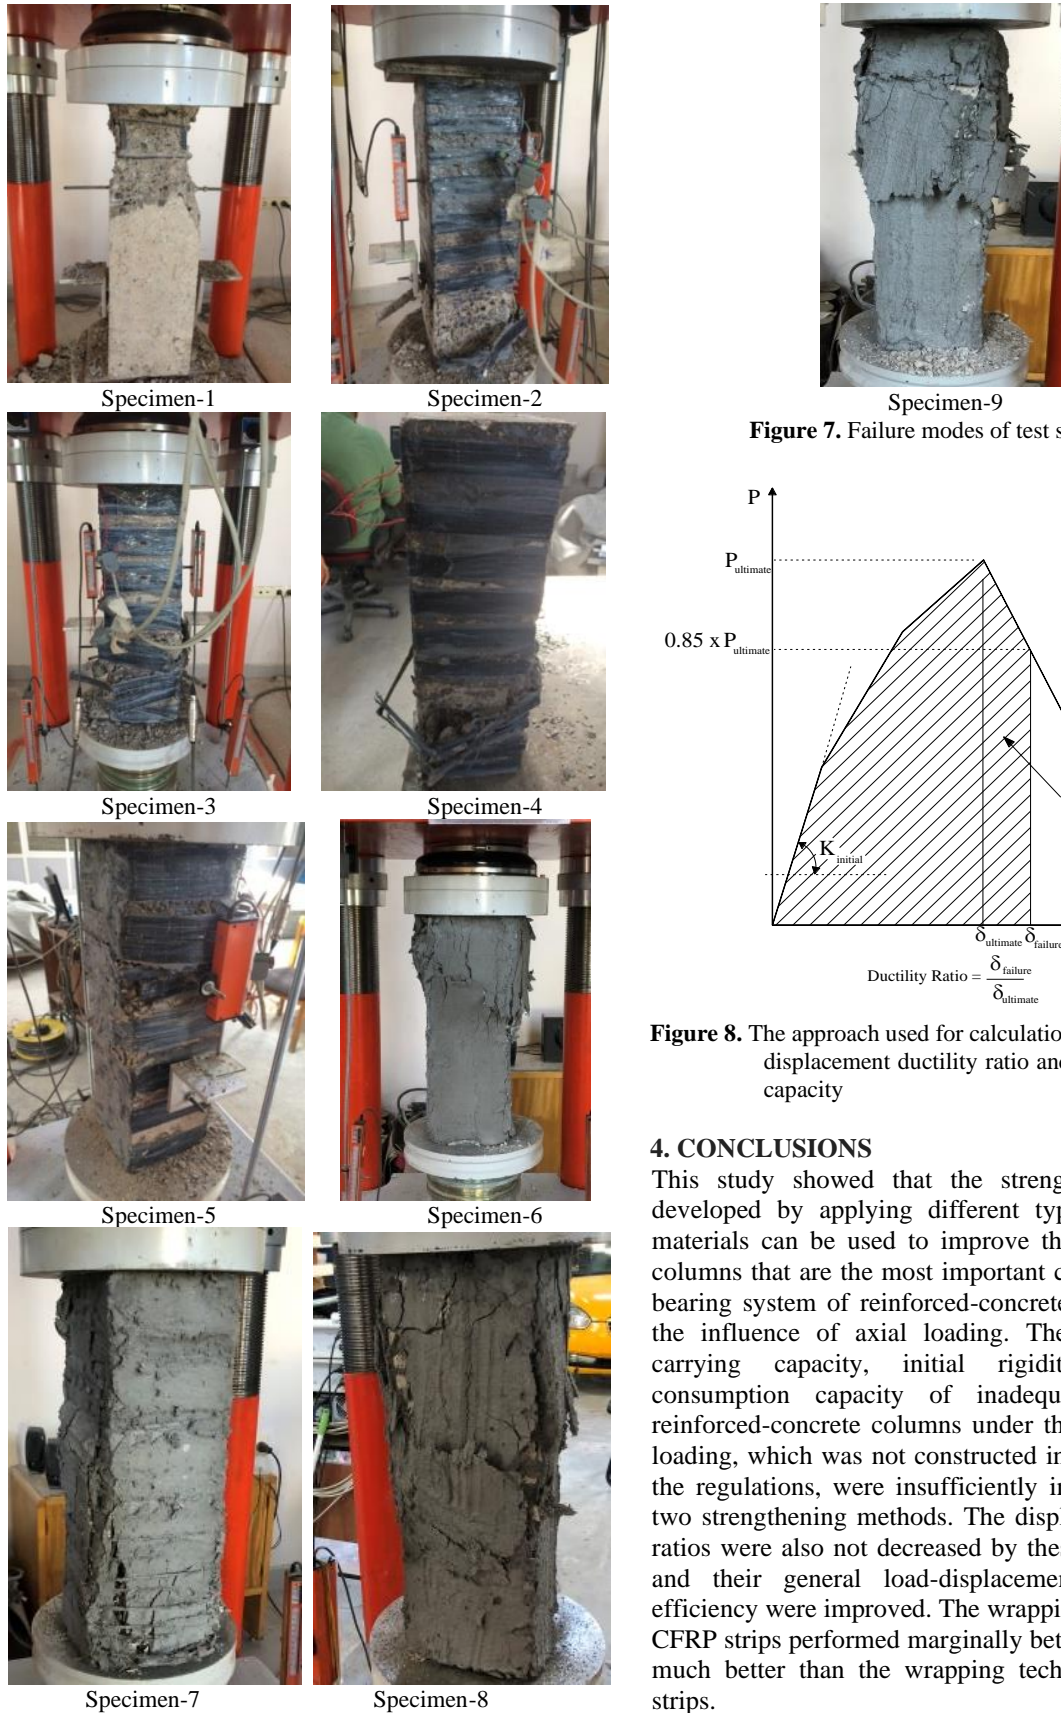 Specimen-1
Specimen-2
Specimen-3
Specimen-4
Specimen-5
Specimen-6
Specimen-7
Specimen-8
Specimen-9
Figure 7. Failure modes of test s
P
P ultimate
0.85 x P ultimate
K initial
δ ultimate δ failure
Ductility Ratio = δ failure
δ ultimate
Figure 8. The approach used for calculatio
displacement ductility ratio and
capacity
4. CONCLUSIONS
This study showed that the streng
developed by applying different typ
materials can be used to improve th
columns that are the most important c
bearing system of reinforced-concrete
the influence of axial loading. The
carrying capacity, initial rigidit
consumption capacity of inadequ
reinforced-concrete columns under th
loading, which was not constructed in
the regulations, were insufficiently in
two strengthening methods. The displ
ratios were also not decreased by thes
and their general load-displacemen
efficiency were improved. The wrappi
CFRP strips performed marginally bet
much better than the wrapping tech
strips.